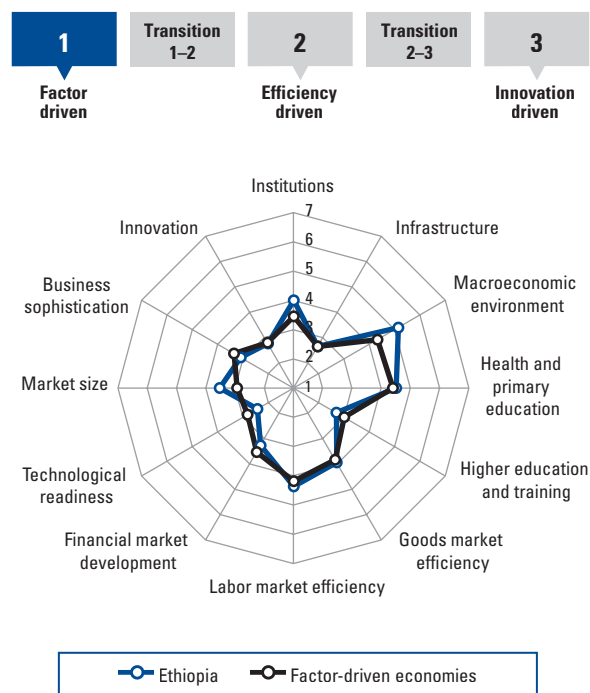 1
Transition
1–2
2
Transition
2–3
3
Factor
driven
Efficiency
driven
Innovation
driven
Institutions
Infrastructure
Macroeconomic
environment
Health and
primary
education
Higher education
and training
Goods market
efficiency
Labor market efficiency
Financial market
development
Technological
readiness
Market size
Business
sophistication
Innovation
7
6
5
4
3
2
1
Ethiopia
Factor-driven economies